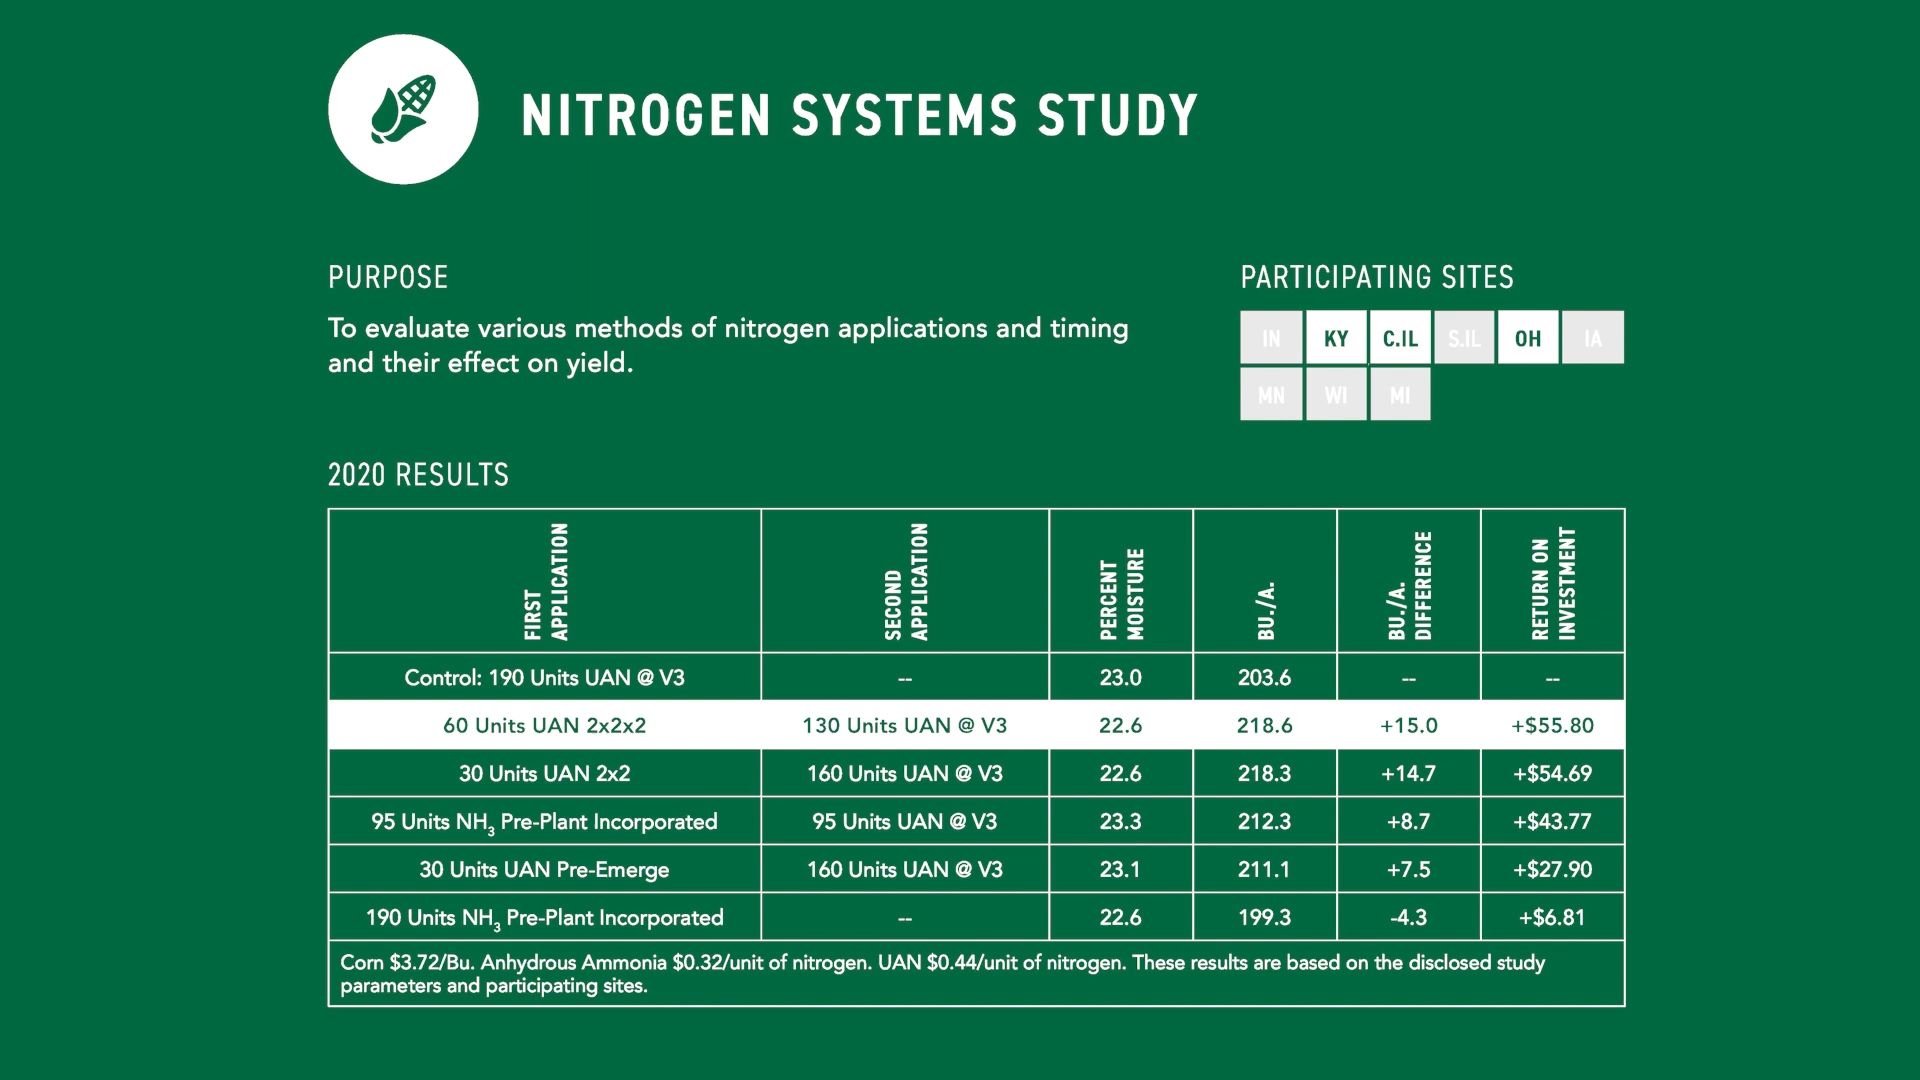 NITROGEN SYSTEMS STUDY
PURPOSE
To evaluate various methods of nitrogen applications and timing
and their effect on yield.
PARTICIPATING SITES
IN KY C.IL S.IL OH IA
MN WI MI
2020 RESULTS
FIRST APPLICATION SECOND APPLICATION PERCENT MOISTURE BU./A. BU./A. DIFFERENCE RETURN ON INVESTMENT
Control: 190 Units UAN @ V3 -- 23.0 203.6 -- --
60 Units UAN 2x2x2 130 Units UAN @ V3 22.6 218.6 +15.0 +$55.80
30 Units UAN 2x2 160 Units UAN @ V3 22.6 218.3 +14.7 +$54.69
95 Units NH3 Pre-Plant Incorporated 95 Units UAN @ V3 23.3 212.3 +8.7 +$43.77
30 Units UAN Pre-Emerge 160 Units UAN @ V3 23.1 211.1 +7.5 +$27.90
190 Units NH3 Pre-Plant Incorporated -- 22.6 199.3 -4.3 +$6.81
Corn $3.72/Bu. Anhydrous Ammonia $0.32/unit of nitrogen. UAN $0.44/unit of nitrogen. These results are based on the disclosed study
parameters and participating sites.